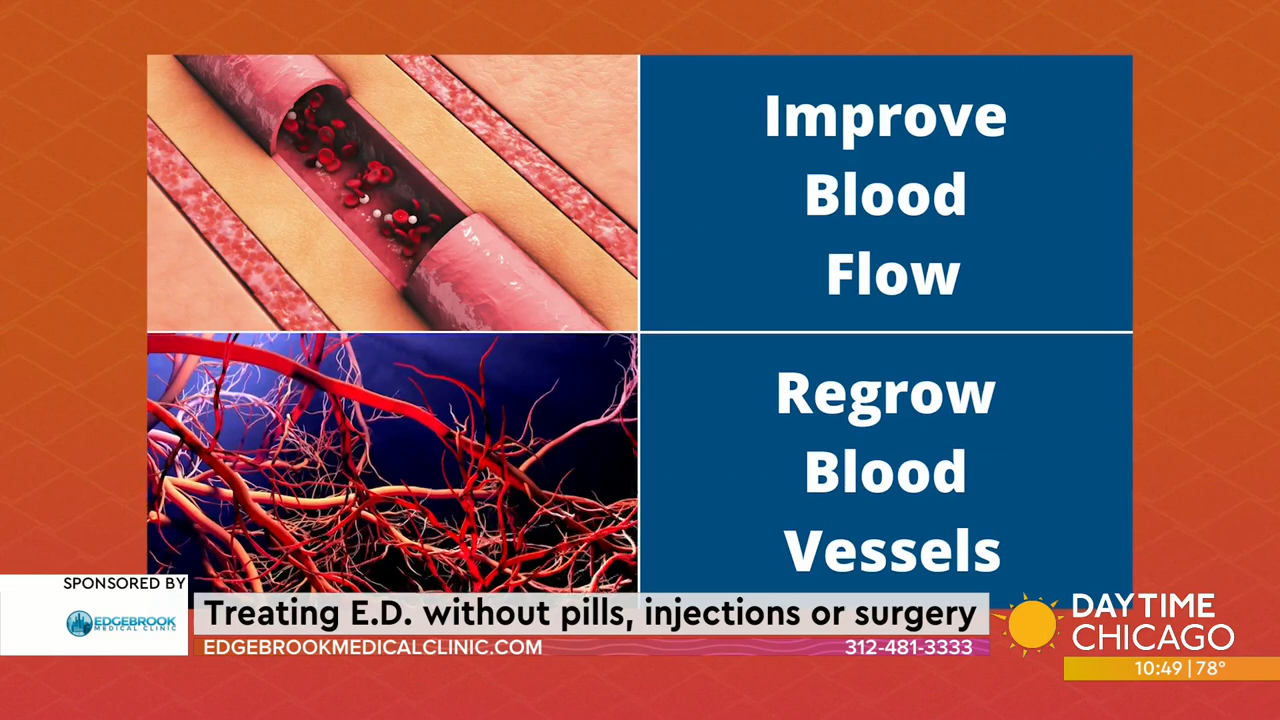 Improve
Blood
Flow
Regrow
Blood
Vessels
SPONSORED BY
EDGEBROOK
MEDICAL CLINIC
Treating E.D. without pills, injections or surgery
EDGEBROOKMEDICALCLINIC.COM
312-481-3333
DAYTIME
CHICAGO
10:49 | 78°